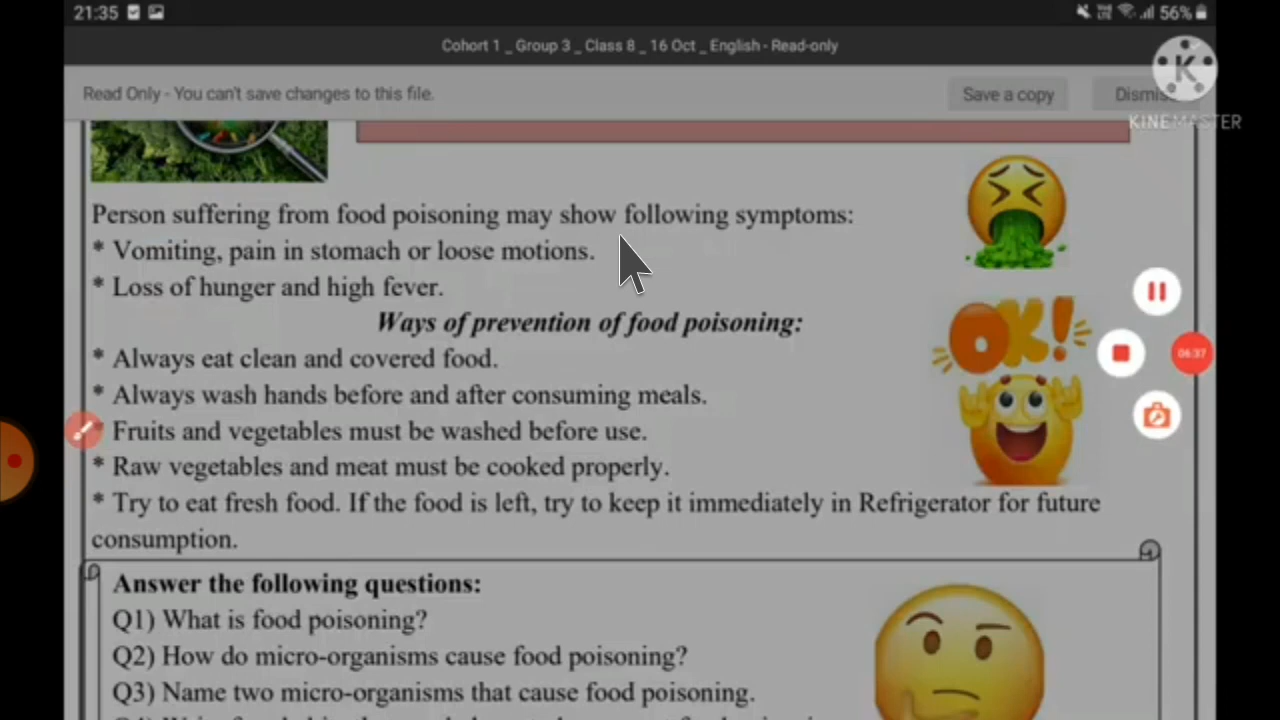 21:35
56%
Cohort 1 _ Group 3 _ Class 8 _ 16 Oct _ English - Read-only
Read Only - You can't save changes to this file.
Save a copy
K
KINEMASTER
Person suffering from food poisoning may show following symptoms:
* Vomiting, pain in stomach or loose motions.
* Loss of hunger and high fever.
Ways of prevention of food poisoning:
OK!
* Always eat clean and covered food.
06:37
* Always wash hands before and after consuming meals.
* Fruits and vegetables must be washed before use.
* Raw vegetables and meat must be cooked properly.
* Try to eat fresh food. If the food is left, try to keep it immediately in Refrigerator for future
consumption.
Answer the following questions:
Q1) What is food poisoning?
Q2) How do micro-organisms cause food poisoning?
Q3) Name two micro-organisms that cause food poisoning.